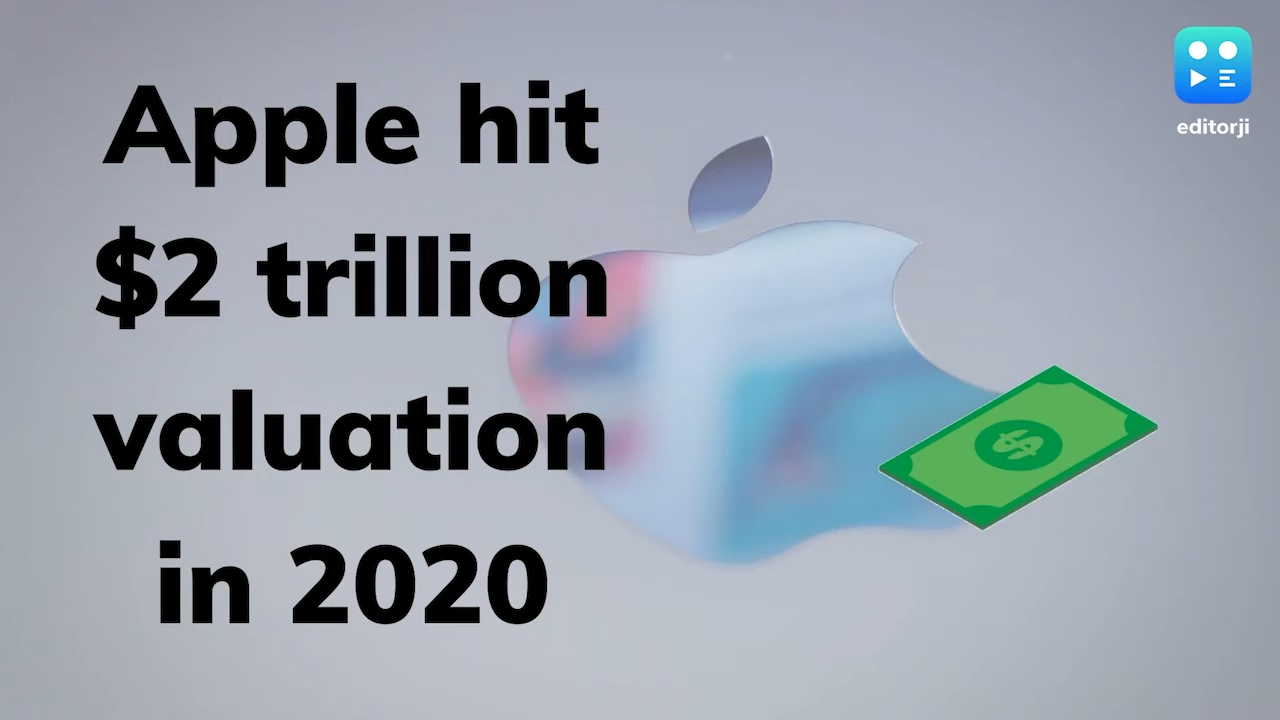 Apple hit
$2 trillion
valuation
in 2020
editorji